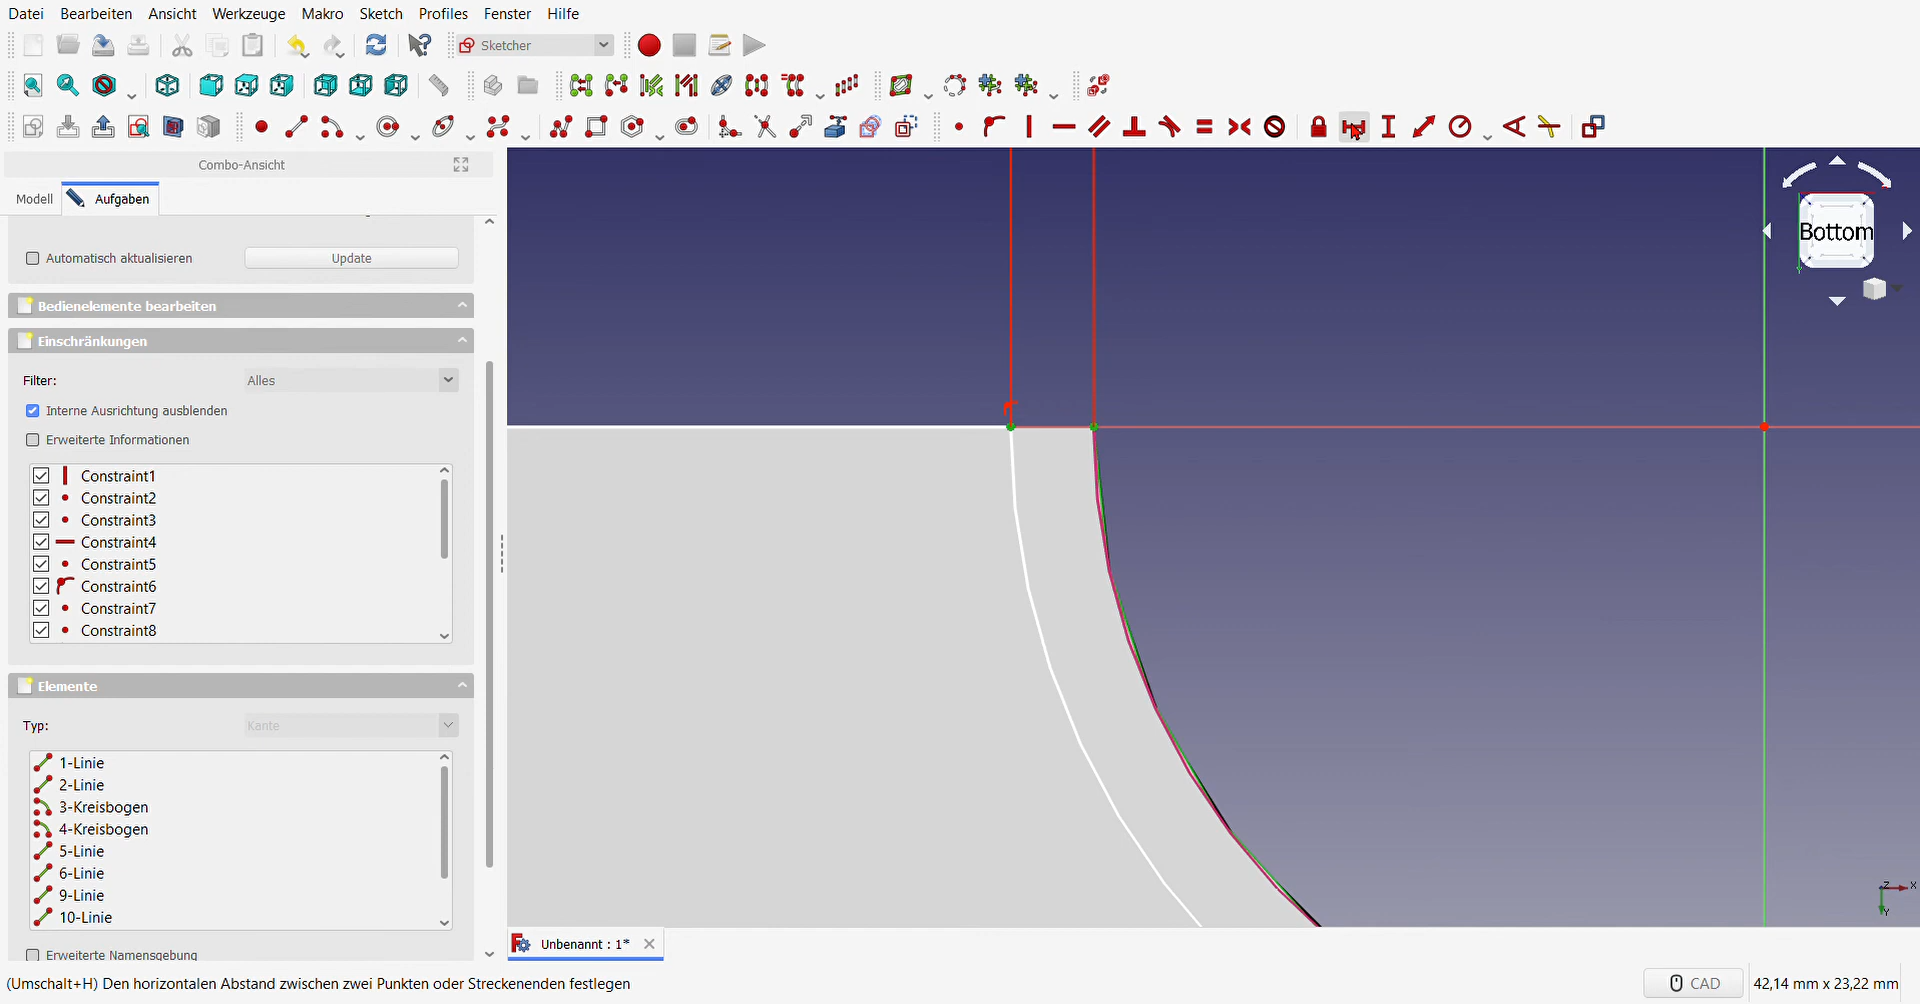 Datei Bearbeiten Ansicht Werkzeuge Makro Sketch Profiles Fenster Hilfe
Sketcher
Combo-Ansicht
Modell Aufgaben
Automatisch aktualisieren Update
Bedienelemente bearbeiten
Einschränkungen
Filter: Alles
Interne Ausrichtung ausblenden
Erweiterte Informationen
Constraint1
Constraint2
Constraint3
Constraint4
Constraint5
Constraint6
Constraint7
Constraint8
Elemente
Typ: Kante
1-Linie
2-Linie
3-Kreisbogen
4-Kreisbogen
5-Linie
6-Linie
9-Linie
10-Linie
Erweiterte Namensgebung
Bottom
Z X
Y
Unbenannt : 1*
(Umschalt+H) Den horizontalen Abstand zwischen zwei Punkten oder Streckenenden festlegen
CAD 42,14 mm x 23,22 mm